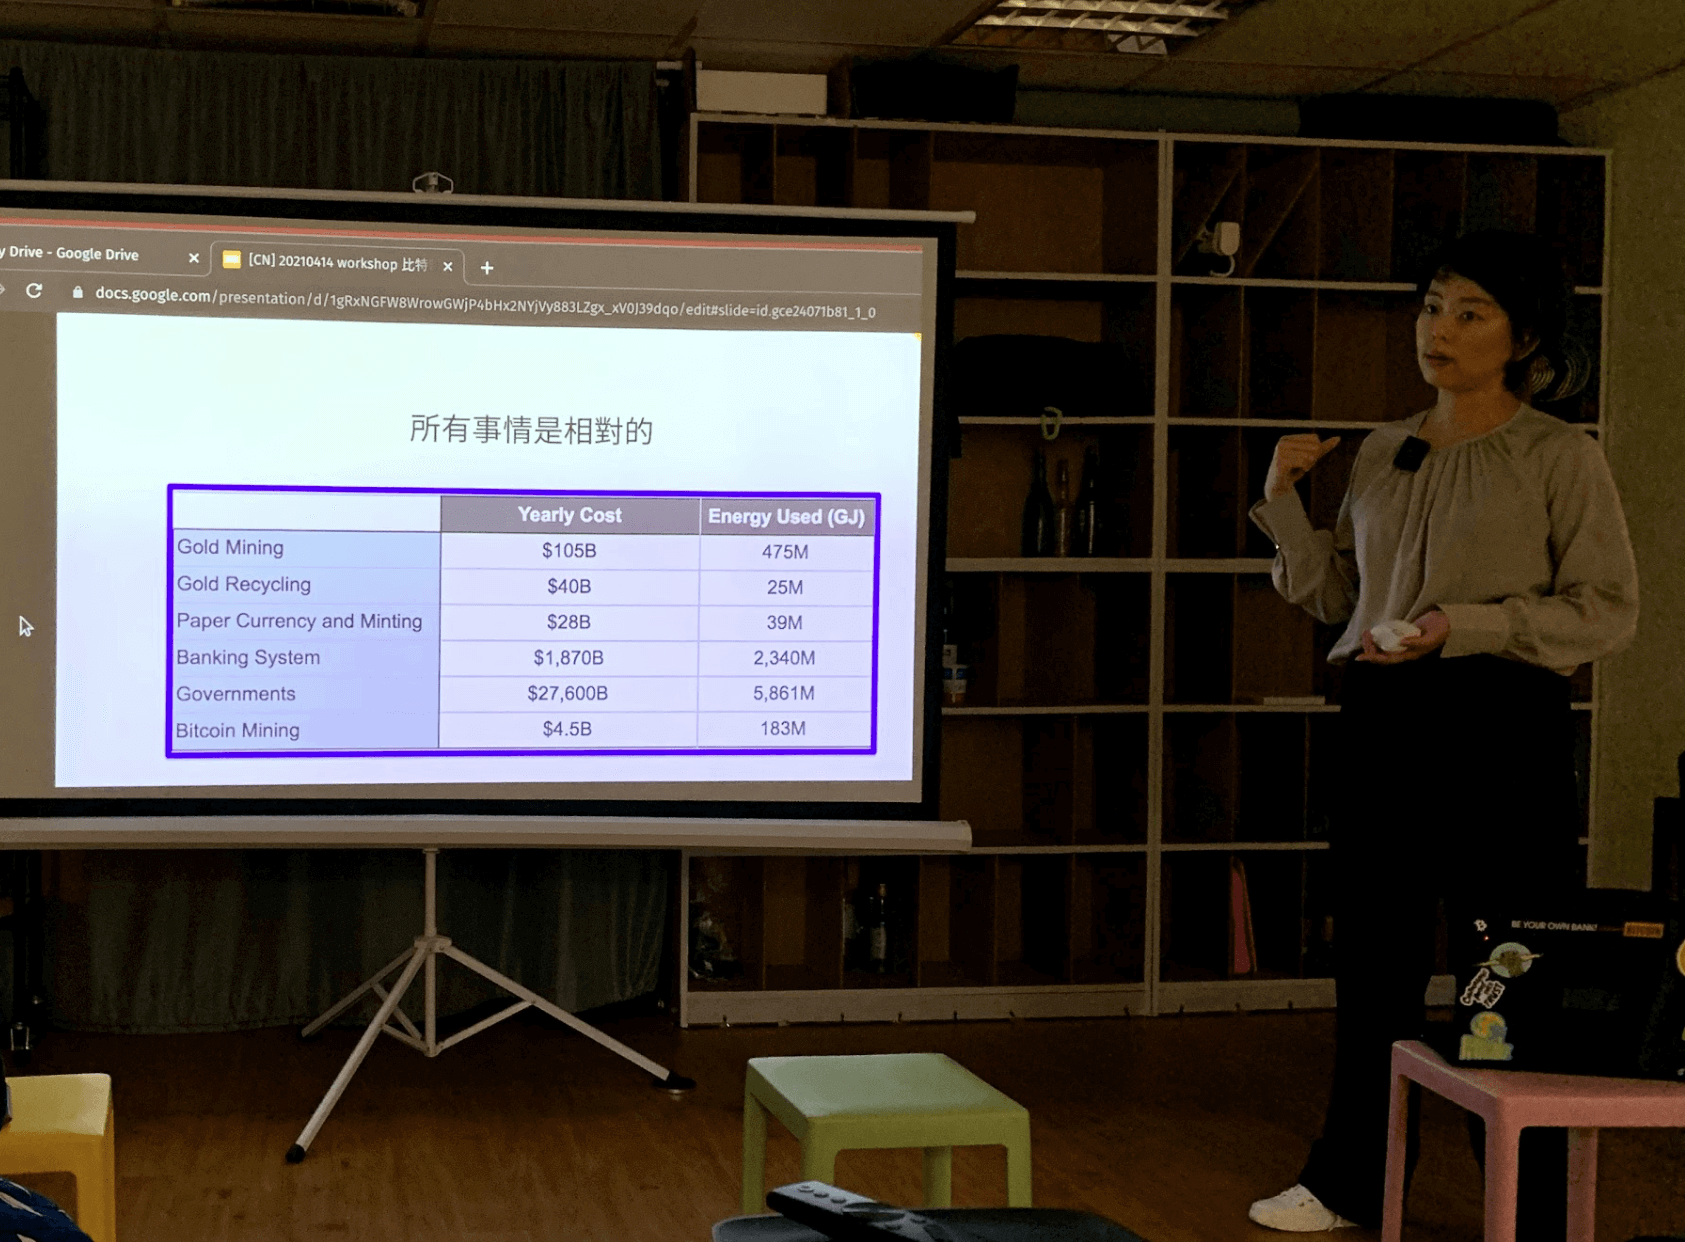 y Drive - Google Drive
[CN] 20210414 workshop 比特
docs.google.com/presentation/d/1gRxNGFW8WrowGWjP4bHx2NYjVy883LZgx_xV0J39dqo/edit#slide=id.gce24071b81_1_0
所有事情是相對的
Yearly Cost Energy Used (GJ)
Gold Mining $105B 475M
Gold Recycling $40B 25M
Paper Currency and Minting $28B 39M
Banking System $1,870B 2,340M
Governments $27,600B 5,861M
Bitcoin Mining $4.5B 183M
BE YOUR OWN BANK! BITCOIN